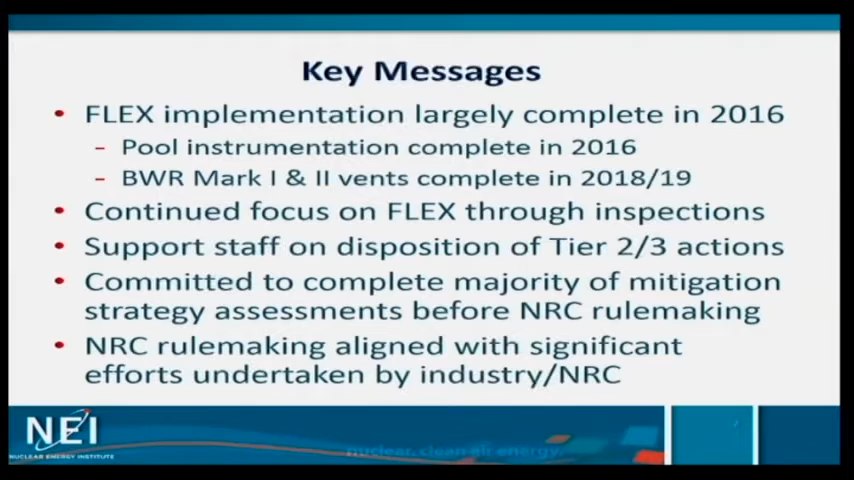 Key Messages
• FLEX implementation largely complete in 2016
– Pool instrumentation complete in 2016
– BWR Mark I & II vents complete in 2018/19
• Continued focus on FLEX through inspections
• Support staff on disposition of Tier 2/3 actions
• Committed to complete majority of mitigation
strategy assessments before NRC rulemaking
• NRC rulemaking aligned with significant
efforts undertaken by industry/NRC
NEI
NUCLEAR ENERGY INSTITUTE
nuclear. clean air energy.